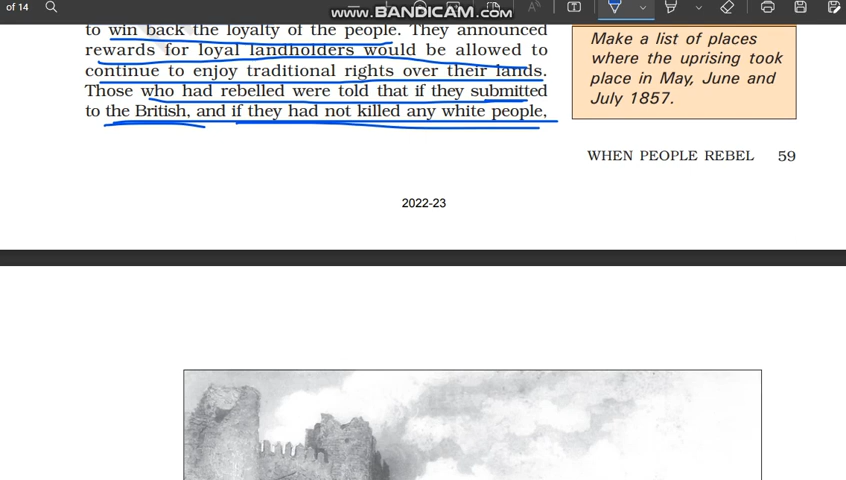 of 14
www.BANDICAM.com
to win back the loyalty of the people. They announced
rewards for loyal landholders would be allowed to
continue to enjoy traditional rights over their lands.
Those who had rebelled were told that if they submitted
to the British, and if they had not killed any white people,
Make a list of places
where the uprising took
place in May, June and
July 1857.
WHEN PEOPLE REBEL 59
2022-23